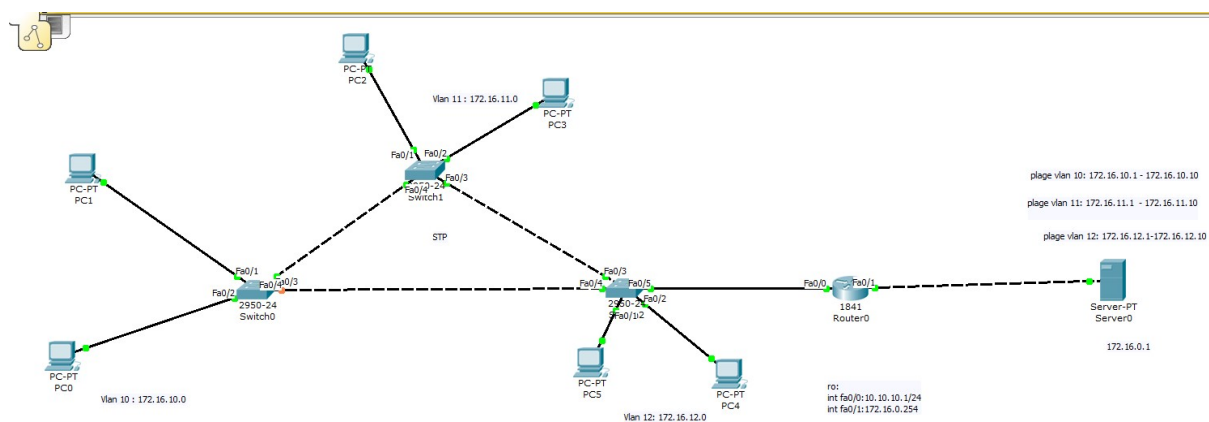 PC-PT
PC2
Vlan 11 : 172.16.11.0
PC-PT
PC3
Fa0/1
Fa0/2
Fa0/3
Fa0/4
Switch1
PC-PT
PC1
STP
plage vlan 10: 172.16.10.1 - 172.16.10.10
plage vlan 11: 172.16.11.1 - 172.16.11.10
plage vlan 12: 172.16.12.1-172.16.12.10
Fa0/1
Fa0/2
Fa0/4
2950-24
Switch0
Fa0/3
Fa0/4
Fa0/5
Fa0/2
Fa0/1
Fa0/0
Fa0/1
1841
Router0
Server-PT
Server0
172.16.0.1
PC-PT
PC0
Vlan 10 : 172.16.10.0
PC-PT
PC5
PC-PT
PC4
Vlan 12: 172.16.12.0
ro:
int fa0/0:10.10.10.1/24
int fa0/1:172.16.0.254